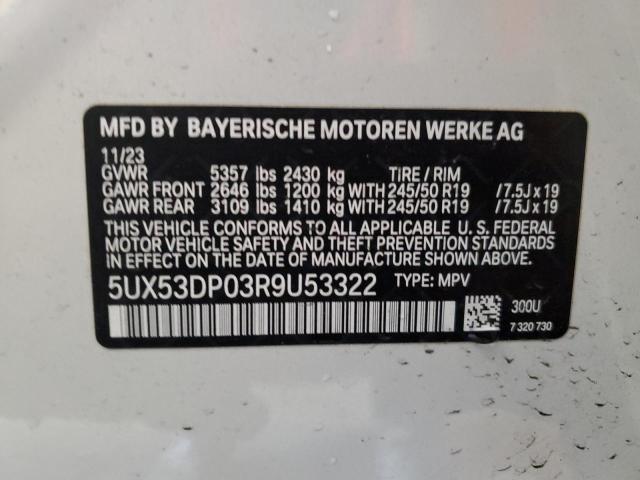 MFD BY BAYERISCHE MOTOREN WERKE AG
11/23
GVWR 5357 lbs 2430 kg TIRE / RIM
GAWR FRONT 2646 lbs 1200 kg WITH 245/50 R19 /7.5J x 19
GAWR REAR 3109 lbs 1410 kg WITH 245/50 R19 /7.5J x 19
THIS VEHICLE CONFORMS TO ALL APPLICABLE U. S. FEDERAL
MOTOR VEHICLE SAFETY AND THEFT PREVENTION STANDARDS
IN EFFECT ON THE DATE OF MANUFACTURE SHOWN ABOVE.
5UX53DP03R9U53322 TYPE: MPV
300U
7 320 730